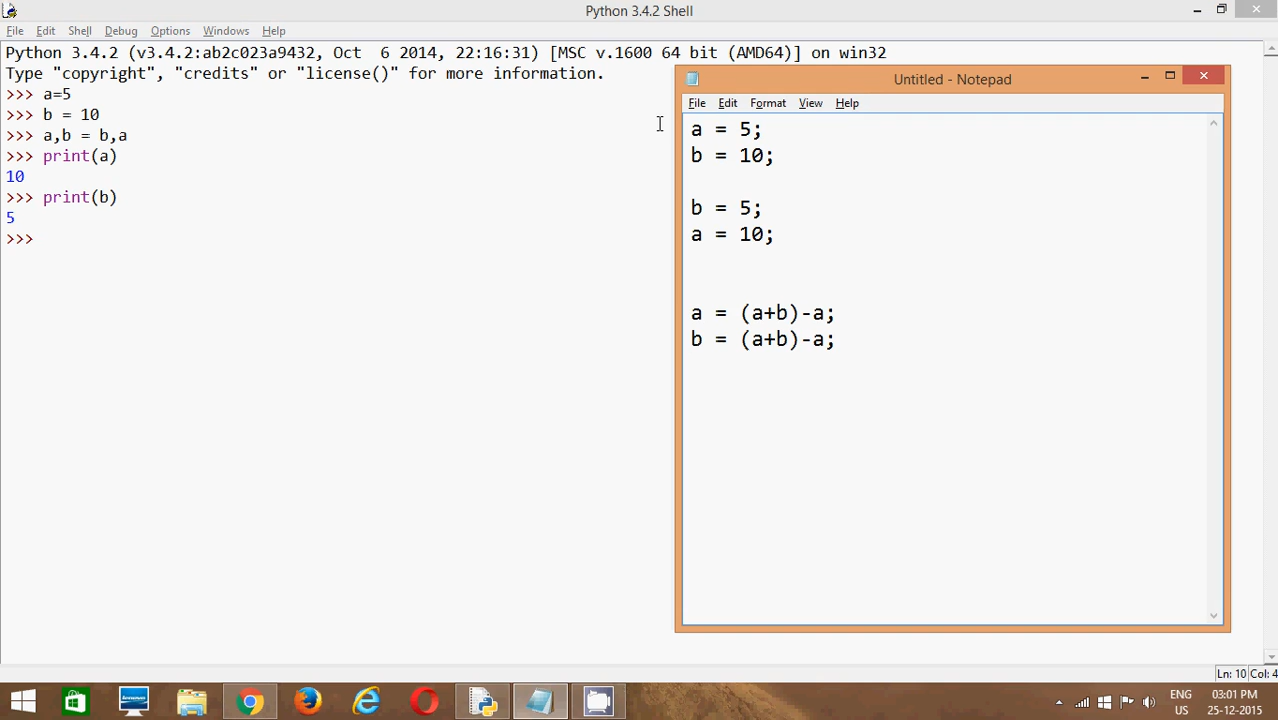 Python 3.4.2 Shell
File Edit Shell Debug Options Windows Help
Python 3.4.2 (v3.4.2:ab2c023a9432, Oct  6 2014, 22:16:31) [MSC v.1600 64 bit (AMD64)] on win32
Type "copyright", "credits" or "license()" for more information.
>>> a=5
>>> b = 10
>>> a,b = b,a
>>> print(a)
10
>>> print(b)
5
>>>
Untitled - Notepad
File Edit Format View Help
a = 5;
b = 10;
b = 5;
a = 10;
a = (a+b)-a;
b = (a+b)-a;
Ln: 10 Col: 4
ENG
US
03:01 PM
25-12-2015